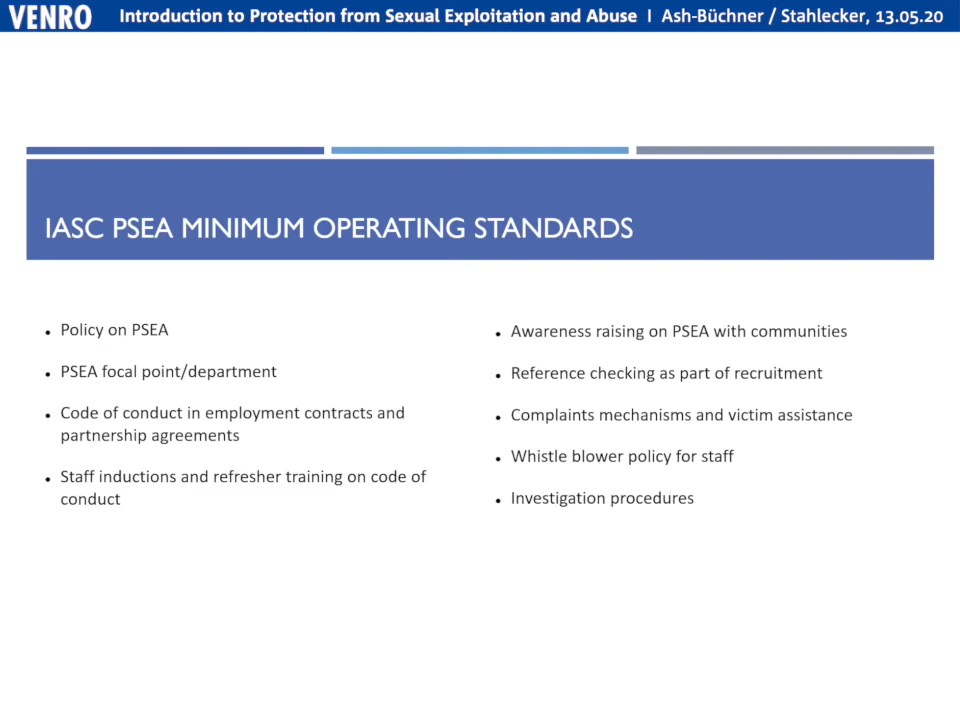 VENRO Introduction to Protection from Sexual Exploitation and Abuse I Ash-Büchner / Stahlecker, 13.05.20
IASC PSEA MINIMUM OPERATING STANDARDS
• Policy on PSEA
• PSEA focal point/department
• Code of conduct in employment contracts and
partnership agreements
• Staff inductions and refresher training on code of
conduct
• Awareness raising on PSEA with communities
• Reference checking as part of recruitment
• Complaints mechanisms and victim assistance
• Whistle blower policy for staff
• Investigation procedures